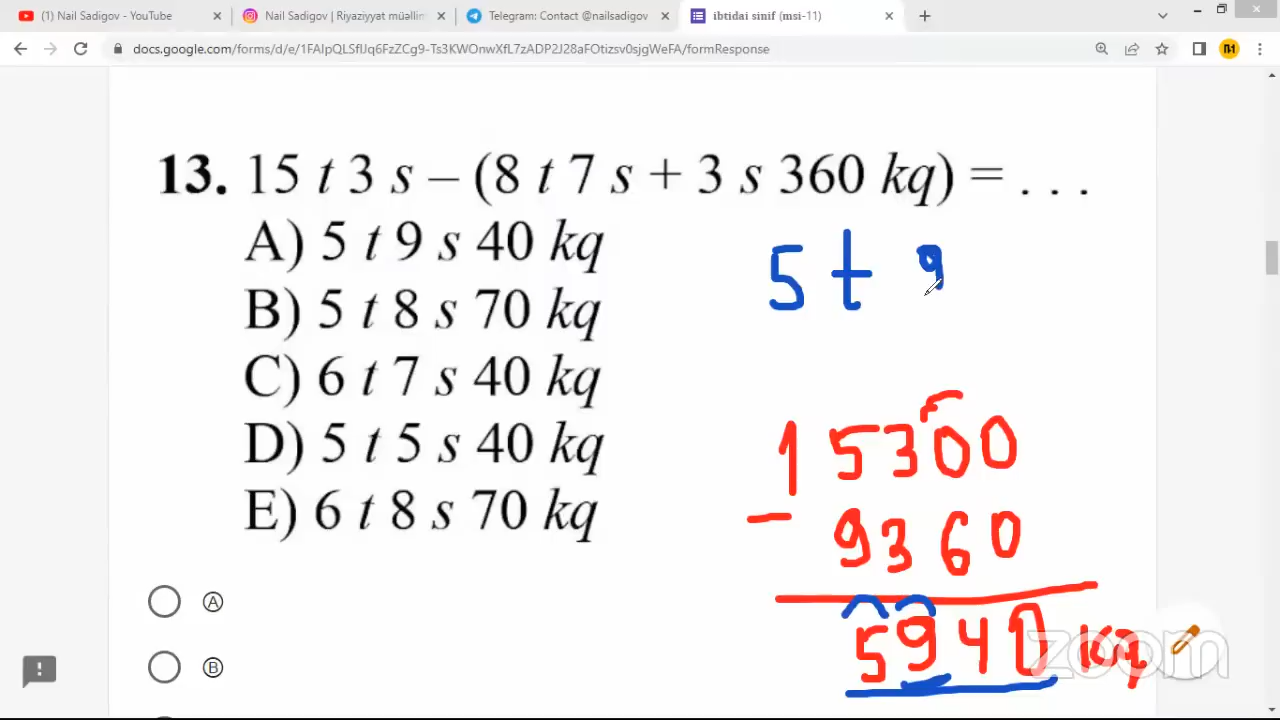 (1) Nail Sadigov - YouTube
Nail Sadigov | Riyaziyyat müəllim
Telegram: Contact @nailsadigov
ibtidai sinif (msi-11)
docs.google.com/forms/d/e/1FAIpQLSfIJq6FzZCg9-Ts3KWOnwXfL7zADP2J28aFOtizsv0sjgWeFA/formResponse
13. 15 t 3 s – (8 t 7 s + 3 s 360 kq) = . . .
A) 5 t 9 s 40 kq
B) 5 t 8 s 70 kq
C) 6 t 7 s 40 kq
D) 5 t 5 s 40 kq
E) 6 t 8 s 70 kq
5 t 9
15300
– 9360
5940 kq
A
B
zoom